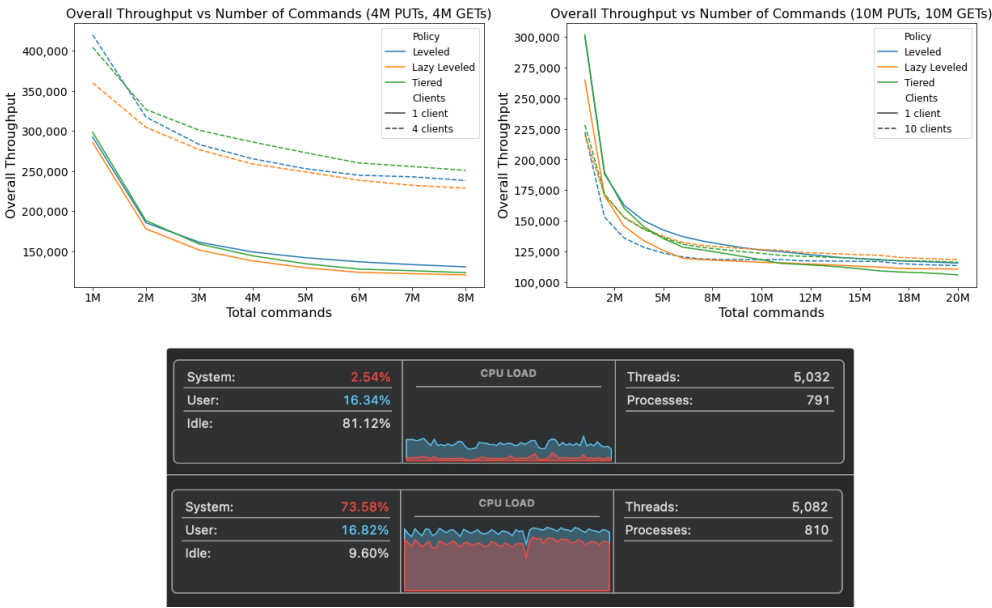 Overall Throughput vs Number of Commands (4M PUTs, 4M GETs)
Overall Throughput
400,000
350,000
300,000
250,000
200,000
150,000
Policy
Leveled
Lazy Leveled
Tiered
Clients
1 client
4 clients
1M 2M 3M 4M 5M 6M 7M 8M
Total commands
Overall Throughput vs Number of Commands (10M PUTs, 10M GETs)
Overall Throughput
300,000
275,000
250,000
225,000
200,000
175,000
150,000
125,000
100,000
Policy
Leveled
Lazy Leveled
Tiered
Clients
1 client
10 clients
2M 5M 8M 10M 12M 15M 18M 20M
Total commands
System: 2.54%
User: 16.34%
Idle: 81.12%
CPU LOAD
Threads: 5,032
Processes: 791
System: 73.58%
User: 16.82%
Idle: 9.60%
CPU LOAD
Threads: 5,082
Processes: 810